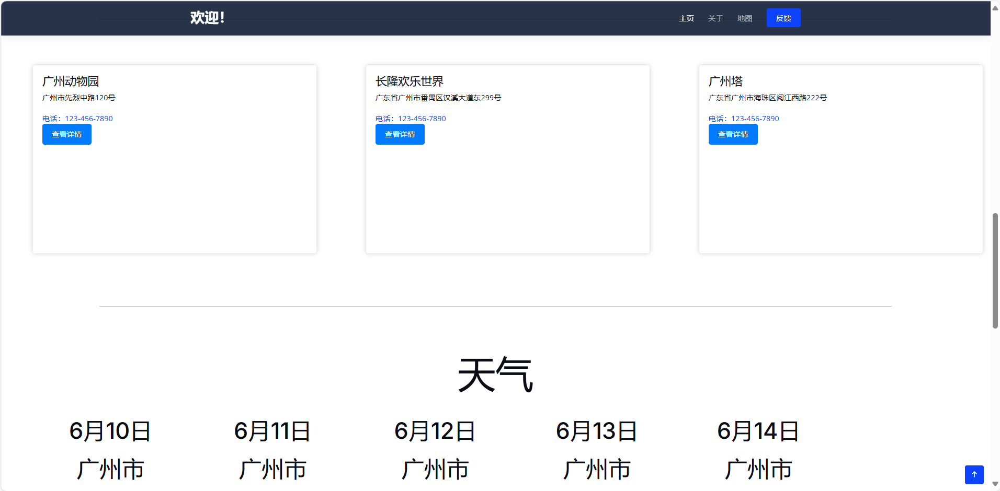 欢迎！
主页 关于 地图 反馈
广州动物园
广州市先烈中路120号
电话：123-456-7890
查看详情
长隆欢乐世界
广东省广州市番禺区汉溪大道东299号
电话：123-456-7890
查看详情
广州塔
广东省广州市海珠区阅江西路222号
电话：123-456-7890
查看详情
天气
6月10日 6月11日 6月12日 6月13日 6月14日
广州市 广州市 广州市 广州市 广州市